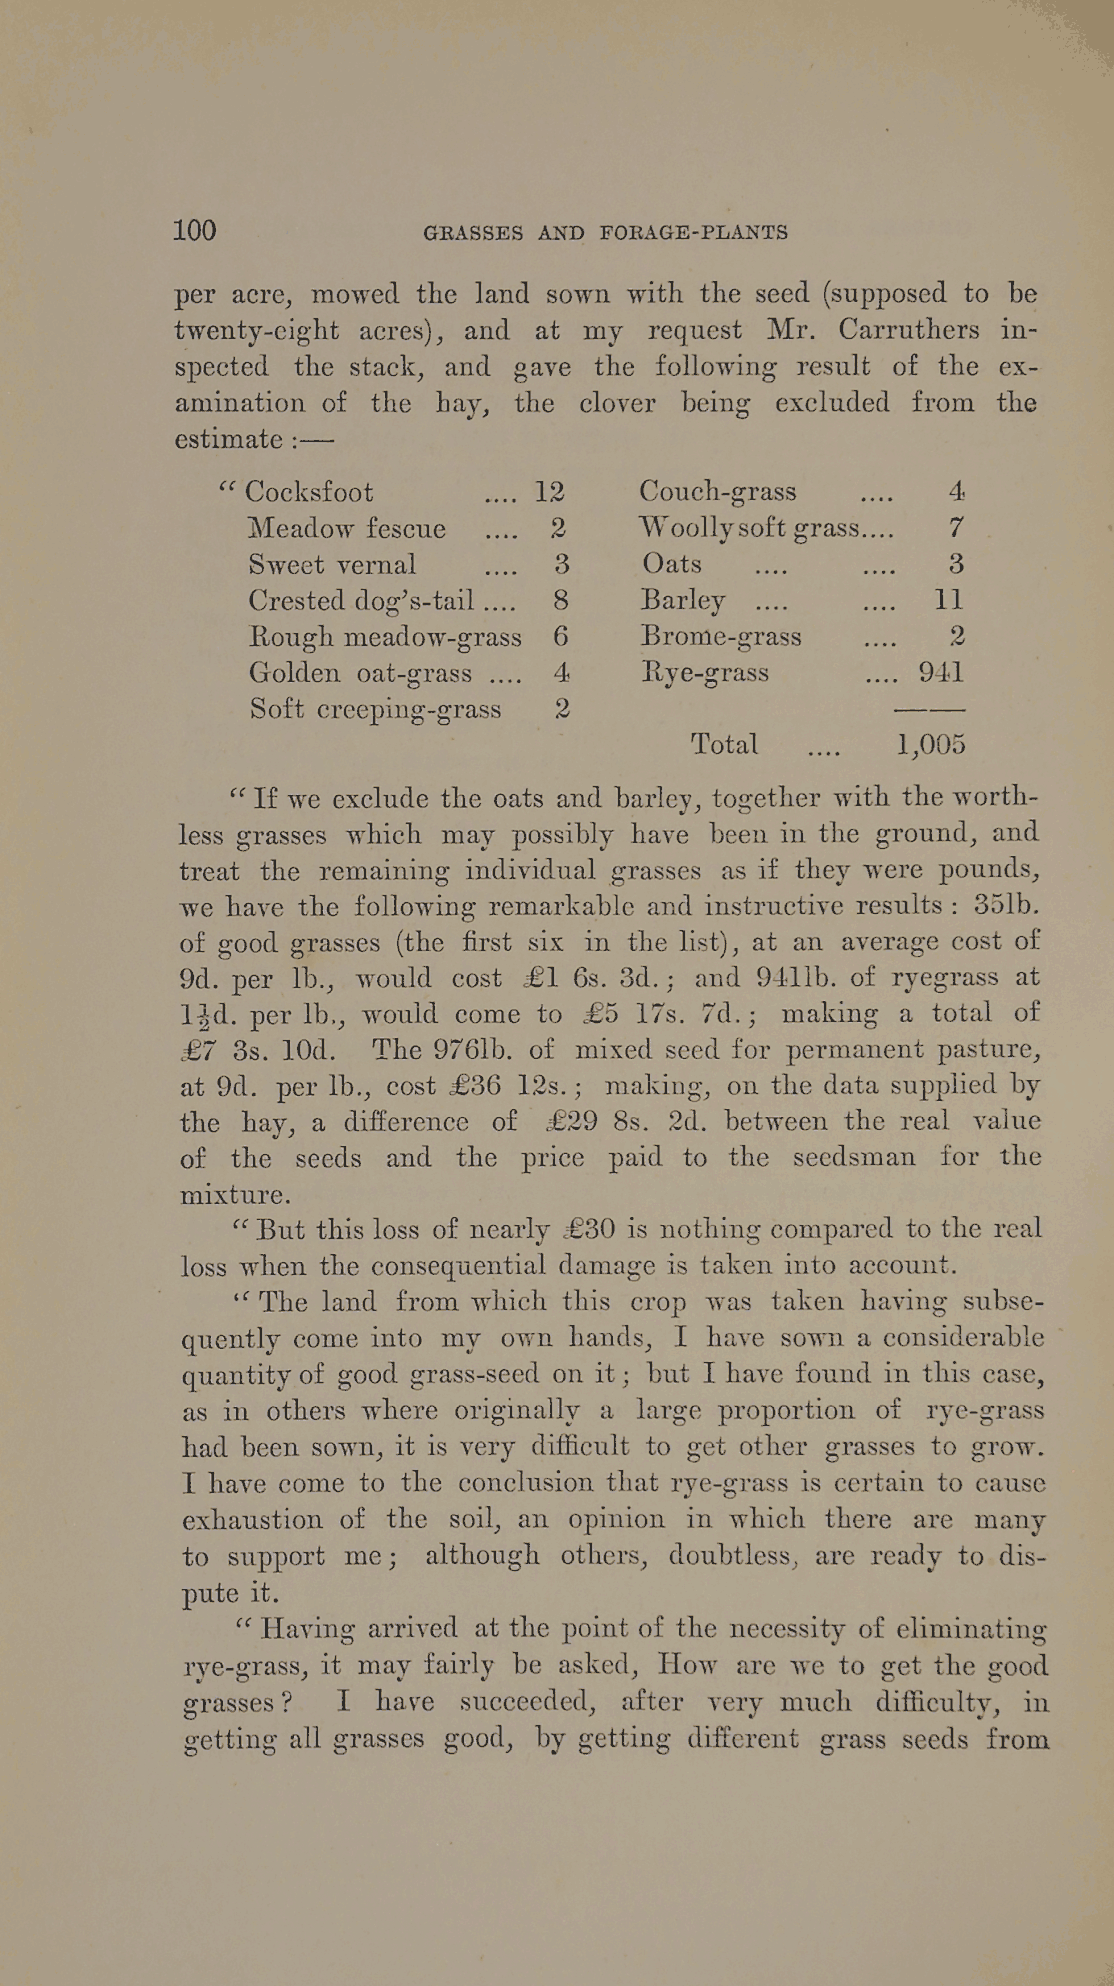 100 GRASSES AND FORAGE-PLANTS
per acre, mowed the land sown with the seed (supposed to be
twenty-eight acres), and at my request Mr. Carruthers in-
spected the stack, and gave the following result of the ex-
amination of the hay, the clover being excluded from the
estimate :—
“ Cocksfoot .... 12 Couch-grass .... 4
Meadow fescue .... 2 Woolly soft grass.... 7
Sweet vernal .... 3 Oats .... .... 3
Crested dog’s-tail .... 8 Barley .... .... 11
Rough meadow-grass 6 Brome-grass .... 2
Golden oat-grass .... 4 Rye-grass .... 941
Soft creeping-grass 2
Total .... 1,005
“ If we exclude the oats and barley, together with the worth-
less grasses which may possibly have been in the ground, and
treat the remaining individual grasses as if they were pounds,
we have the following remarkable and instructive results : 35lb.
of good grasses (the first six in the list), at an average cost of
9d. per lb., would cost £1 6s. 3d. ; and 941lb. of ryegrass at
1½d. per lb., would come to £5 17s. 7d. ; making a total of
£7 3s. 10d. The 976lb. of mixed seed for permanent pasture,
at 9d. per lb., cost £36 12s. ; making, on the data supplied by
the hay, a difference of £29 8s. 2d. between the real value
of the seeds and the price paid to the seedsman for the
mixture.
“ But this loss of nearly £30 is nothing compared to the real
loss when the consequential damage is taken into account.
“ The land from which this crop was taken having subse-
quently come into my own hands, I have sown a considerable
quantity of good grass-seed on it ; but I have found in this case,
as in others where originally a large proportion of rye-grass
had been sown, it is very difficult to get other grasses to grow.
I have come to the conclusion that rye-grass is certain to cause
exhaustion of the soil, an opinion in which there are many
to support me ; although others, doubtless, are ready to dis-
pute it.
“ Having arrived at the point of the necessity of eliminating
rye-grass, it may fairly be asked, How are we to get the good
grasses ? I have succeeded, after very much difficulty, in
getting all grasses good, by getting different grass seeds from